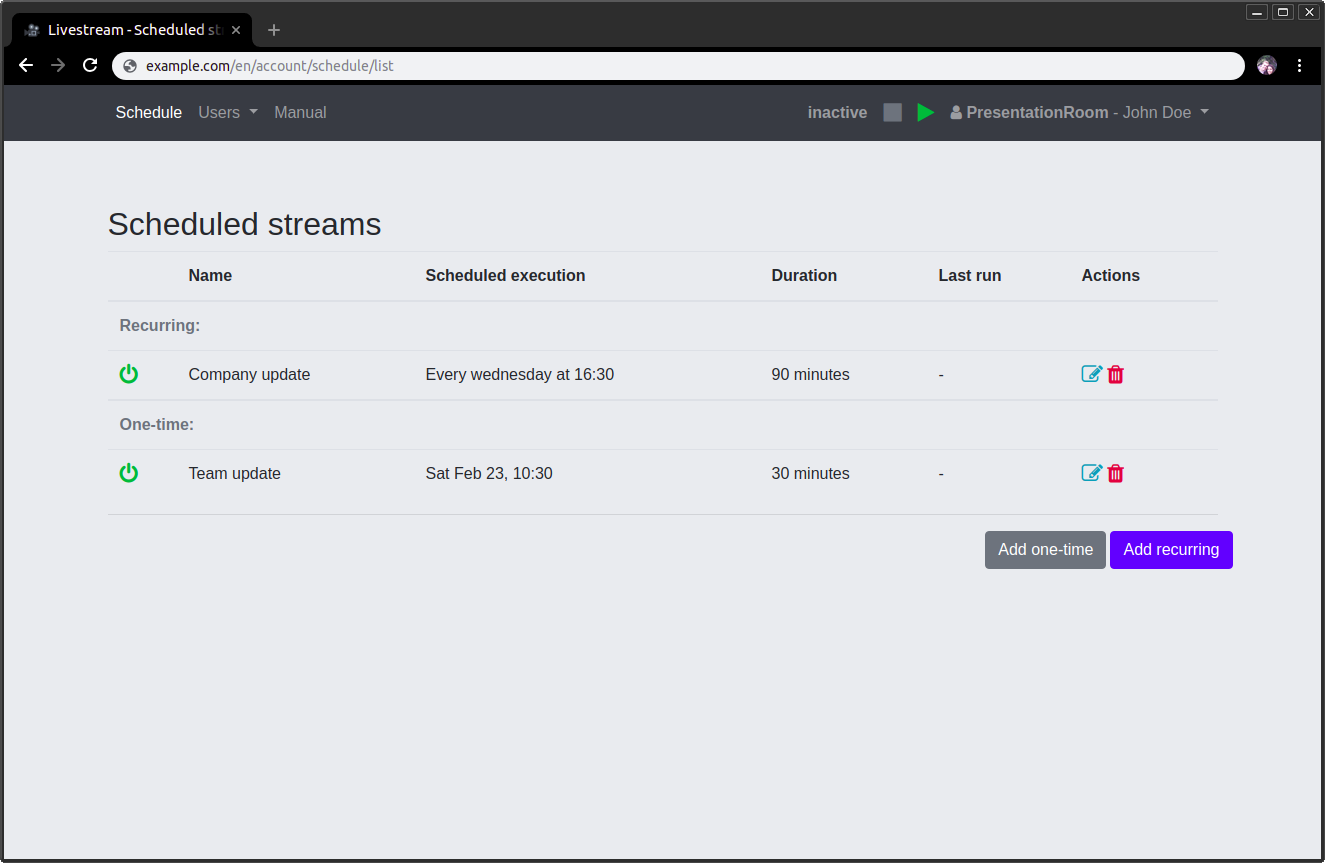 Livestream - Scheduled st
example.com/en/account/schedule/list
Schedule Users Manual inactive PresentationRoom - John Doe
Scheduled streams
Name Scheduled execution Duration Last run Actions
Recurring:
Company update Every wednesday at 16:30 90 minutes -
One-time:
Team update Sat Feb 23, 10:30 30 minutes -
Add one-time Add recurring